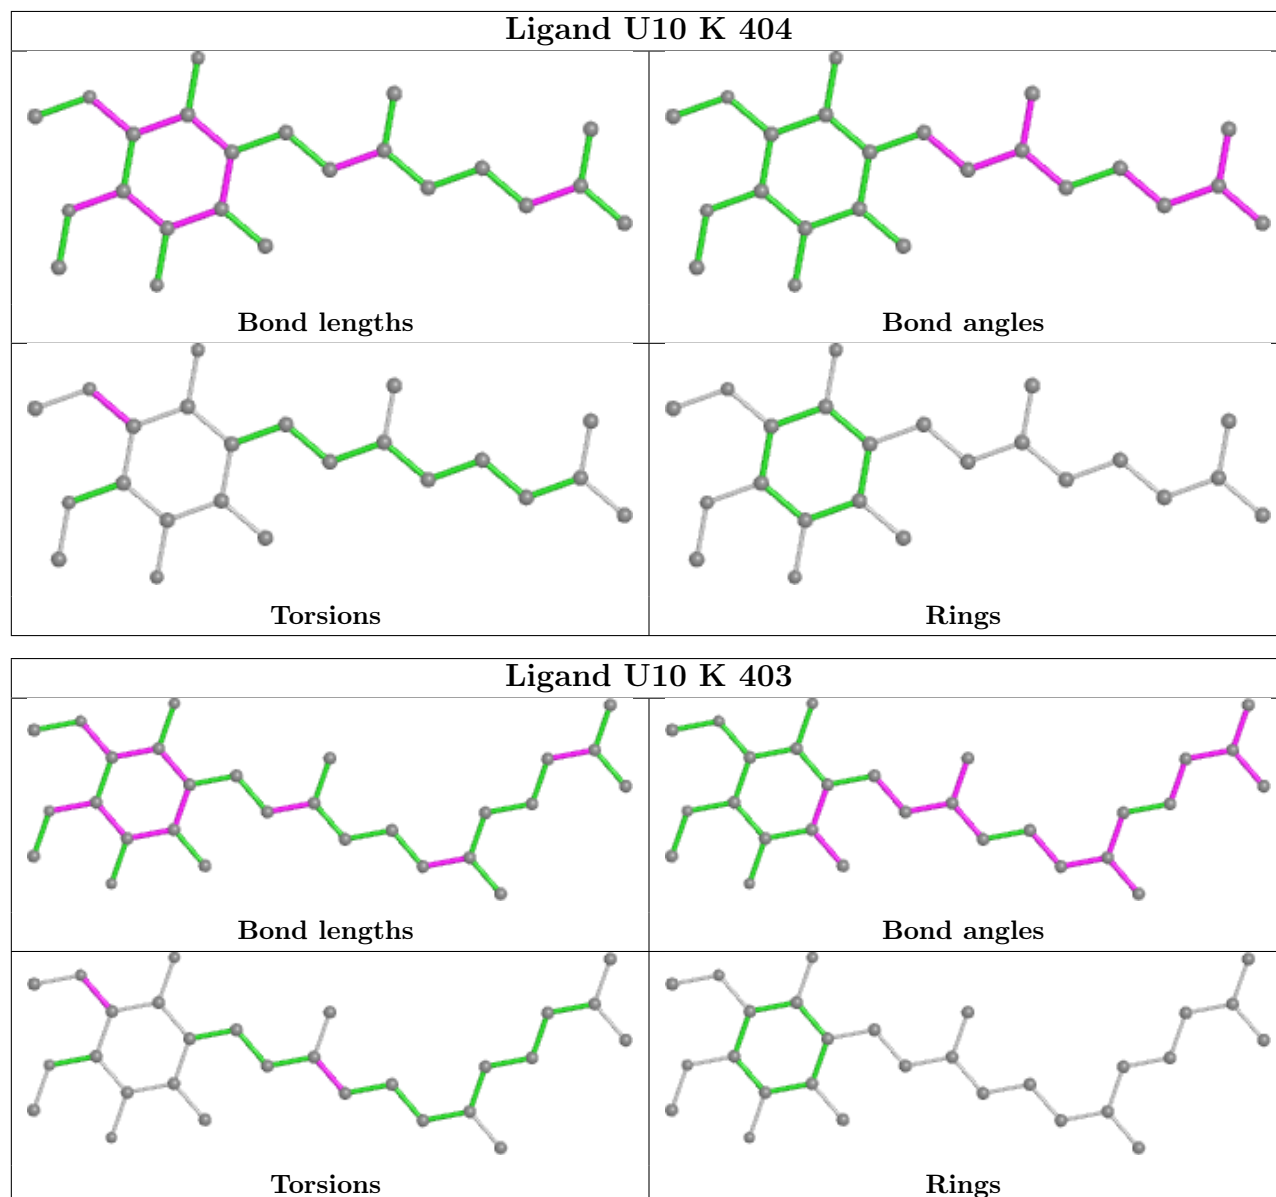 Ligand U10 K 404
Bond lengths
Bond angles
Torsions
Rings
Ligand U10 K 403
Bond lengths
Bond angles
Torsions
Rings